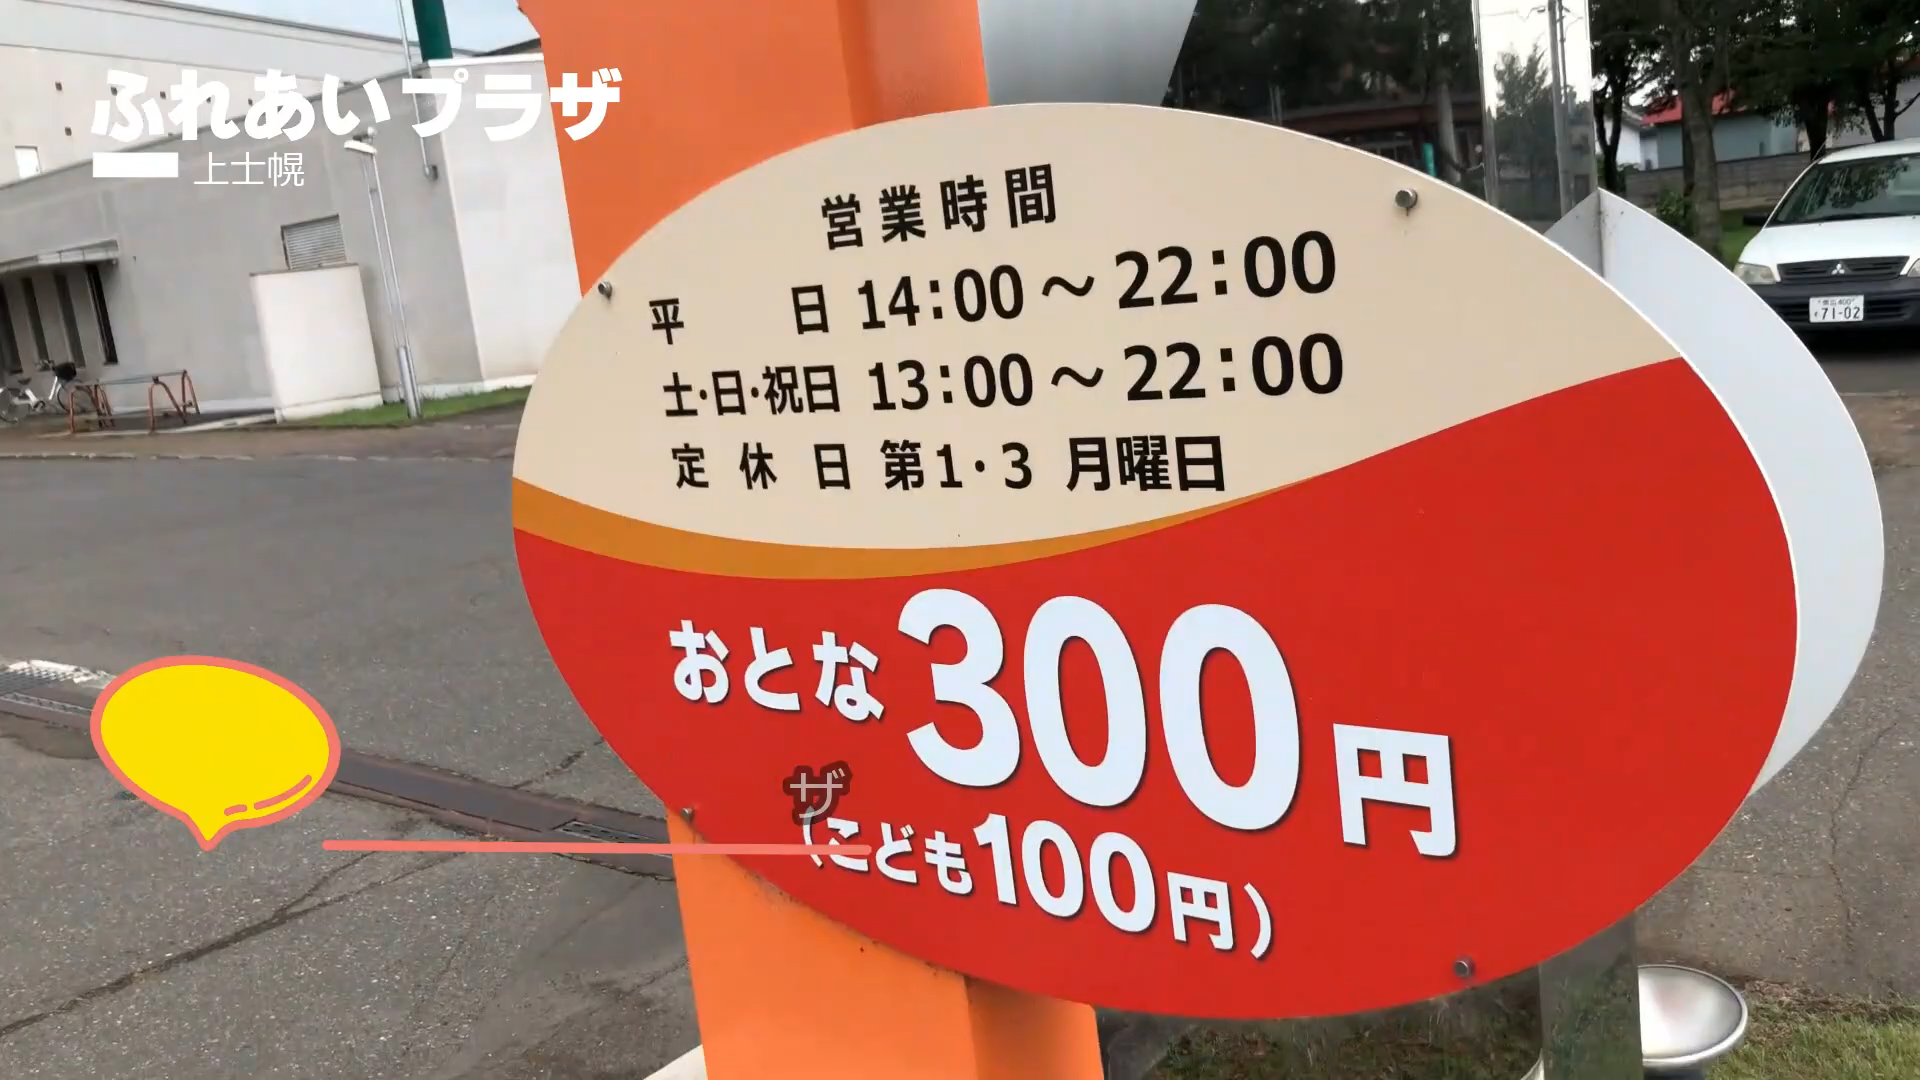 ふれあいプラザ
上士幌
営業時間
平日 14:00～22:00
土・日・祝日 13:00～22:00
定休日 第1・3 月曜日
おとな300円
ザ
(こども100円)
71-02